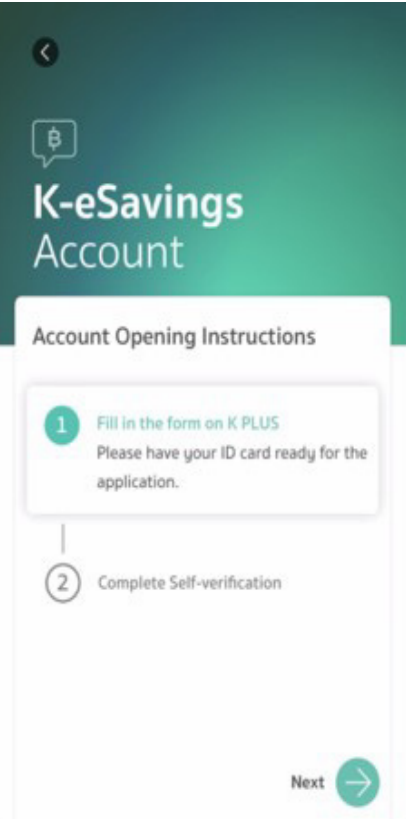 ฿
K-eSavings
Account
Account Opening Instructions
1
Fill in the form on K PLUS
Please have your ID card ready for the
application.
2
Complete Self-verification
Next